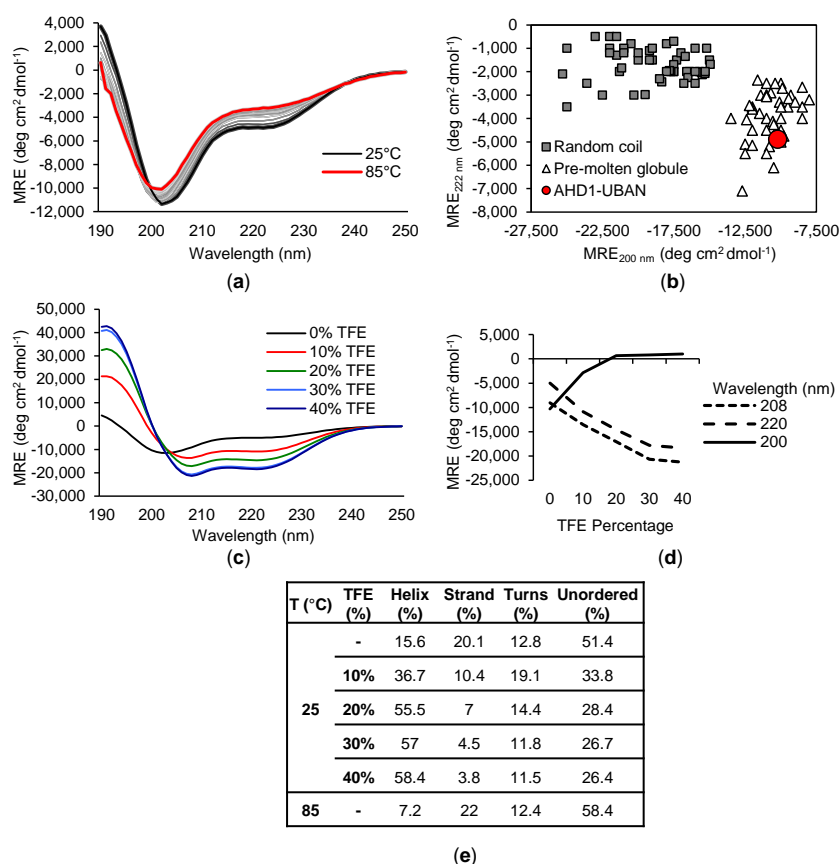 4,000
2,000
0
-2,000
-4,000
-6,000
-8,000
-10,000
-12,000
MRE (deg cm² dmol⁻¹)
190 200 210 220 230 240 250
Wavelength (nm)
25°C
85°C
(a)
0
-1,000
-2,000
-3,000
-4,000
-5,000
-6,000
-7,000
-8,000
MRE222 nm (deg cm² dmol⁻¹)
Random coil
Pre-molten globule
AHD1-UBAN
-27,500 -22,500 -17,500 -12,500 -7,500
MRE200 nm (deg cm² dmol⁻¹)
(b)
50,000
40,000
30,000
20,000
10,000
0
-10,000
-20,000
-30,000
MRE (deg cm² dmol⁻¹)
0% TFE
10% TFE
20% TFE
30% TFE
40% TFE
190 200 210 220 230 240 250
Wavelength (nm)
(c)
5,000
0
-5,000
-10,000
-15,000
-20,000
-25,000
MRE (deg cm² dmol⁻¹)
0 10 20 30 40
TFE Percentage
Wavelength (nm)
208
220
200
(d)
T (°C) TFE (%) Helix (%) Strand (%) Turns (%) Unordered (%)
25
- 15.6 20.1 12.8 51.4
10% 36.7 10.4 19.1 33.8
20% 55.5 7 14.4 28.4
30% 57 4.5 11.8 26.7
40% 58.4 3.8 11.5 26.4
85 - 7.2 22 12.4 58.4
(e)